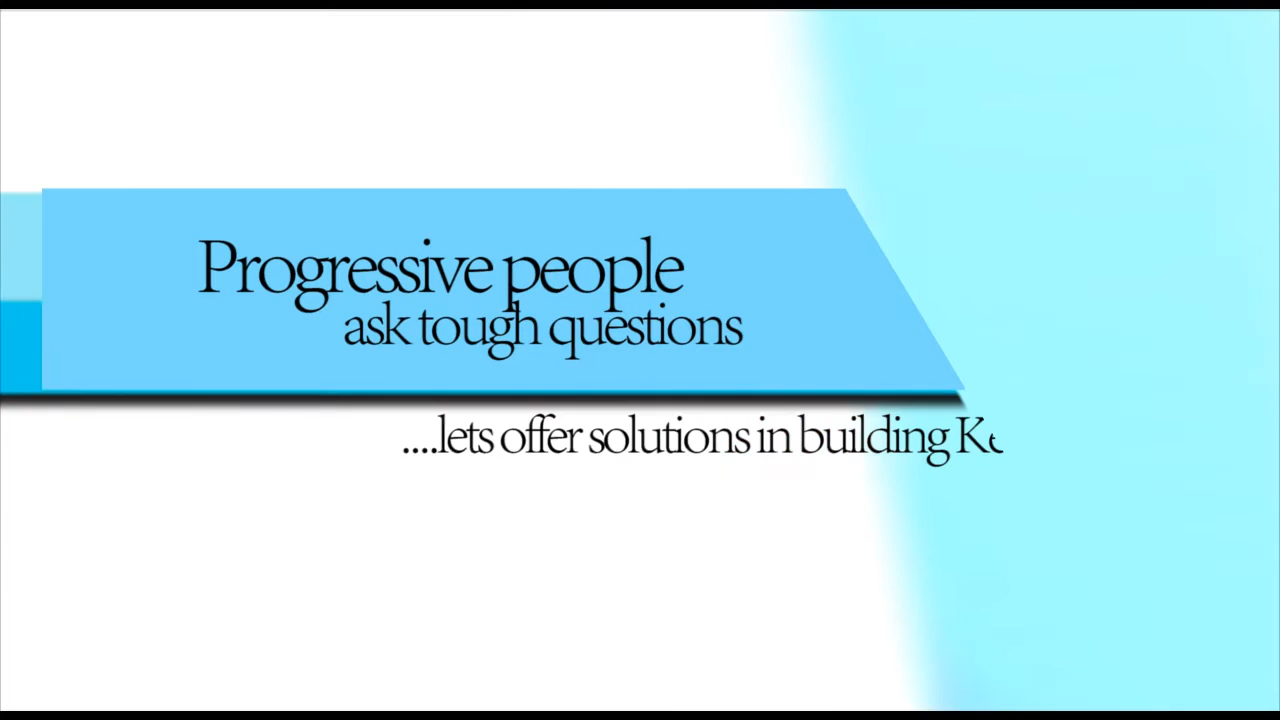 Progressive people
ask tough questions
....lets offer solutions in building